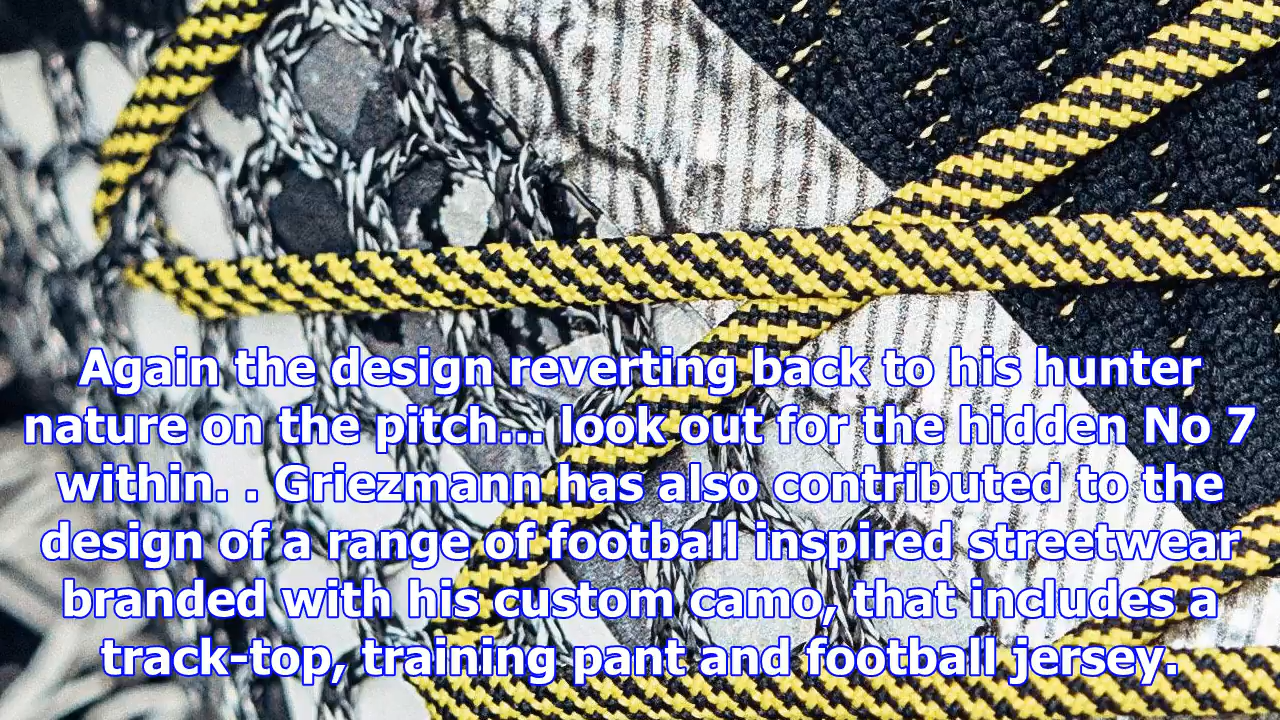 Again the design reverting back to his hunter
nature on the pitch... look out for the hidden No 7
within. . Griezmann has also contributed to the
design of a range of football inspired streetwear
branded with his custom camo, that includes a
track-top, training pant and football jersey.